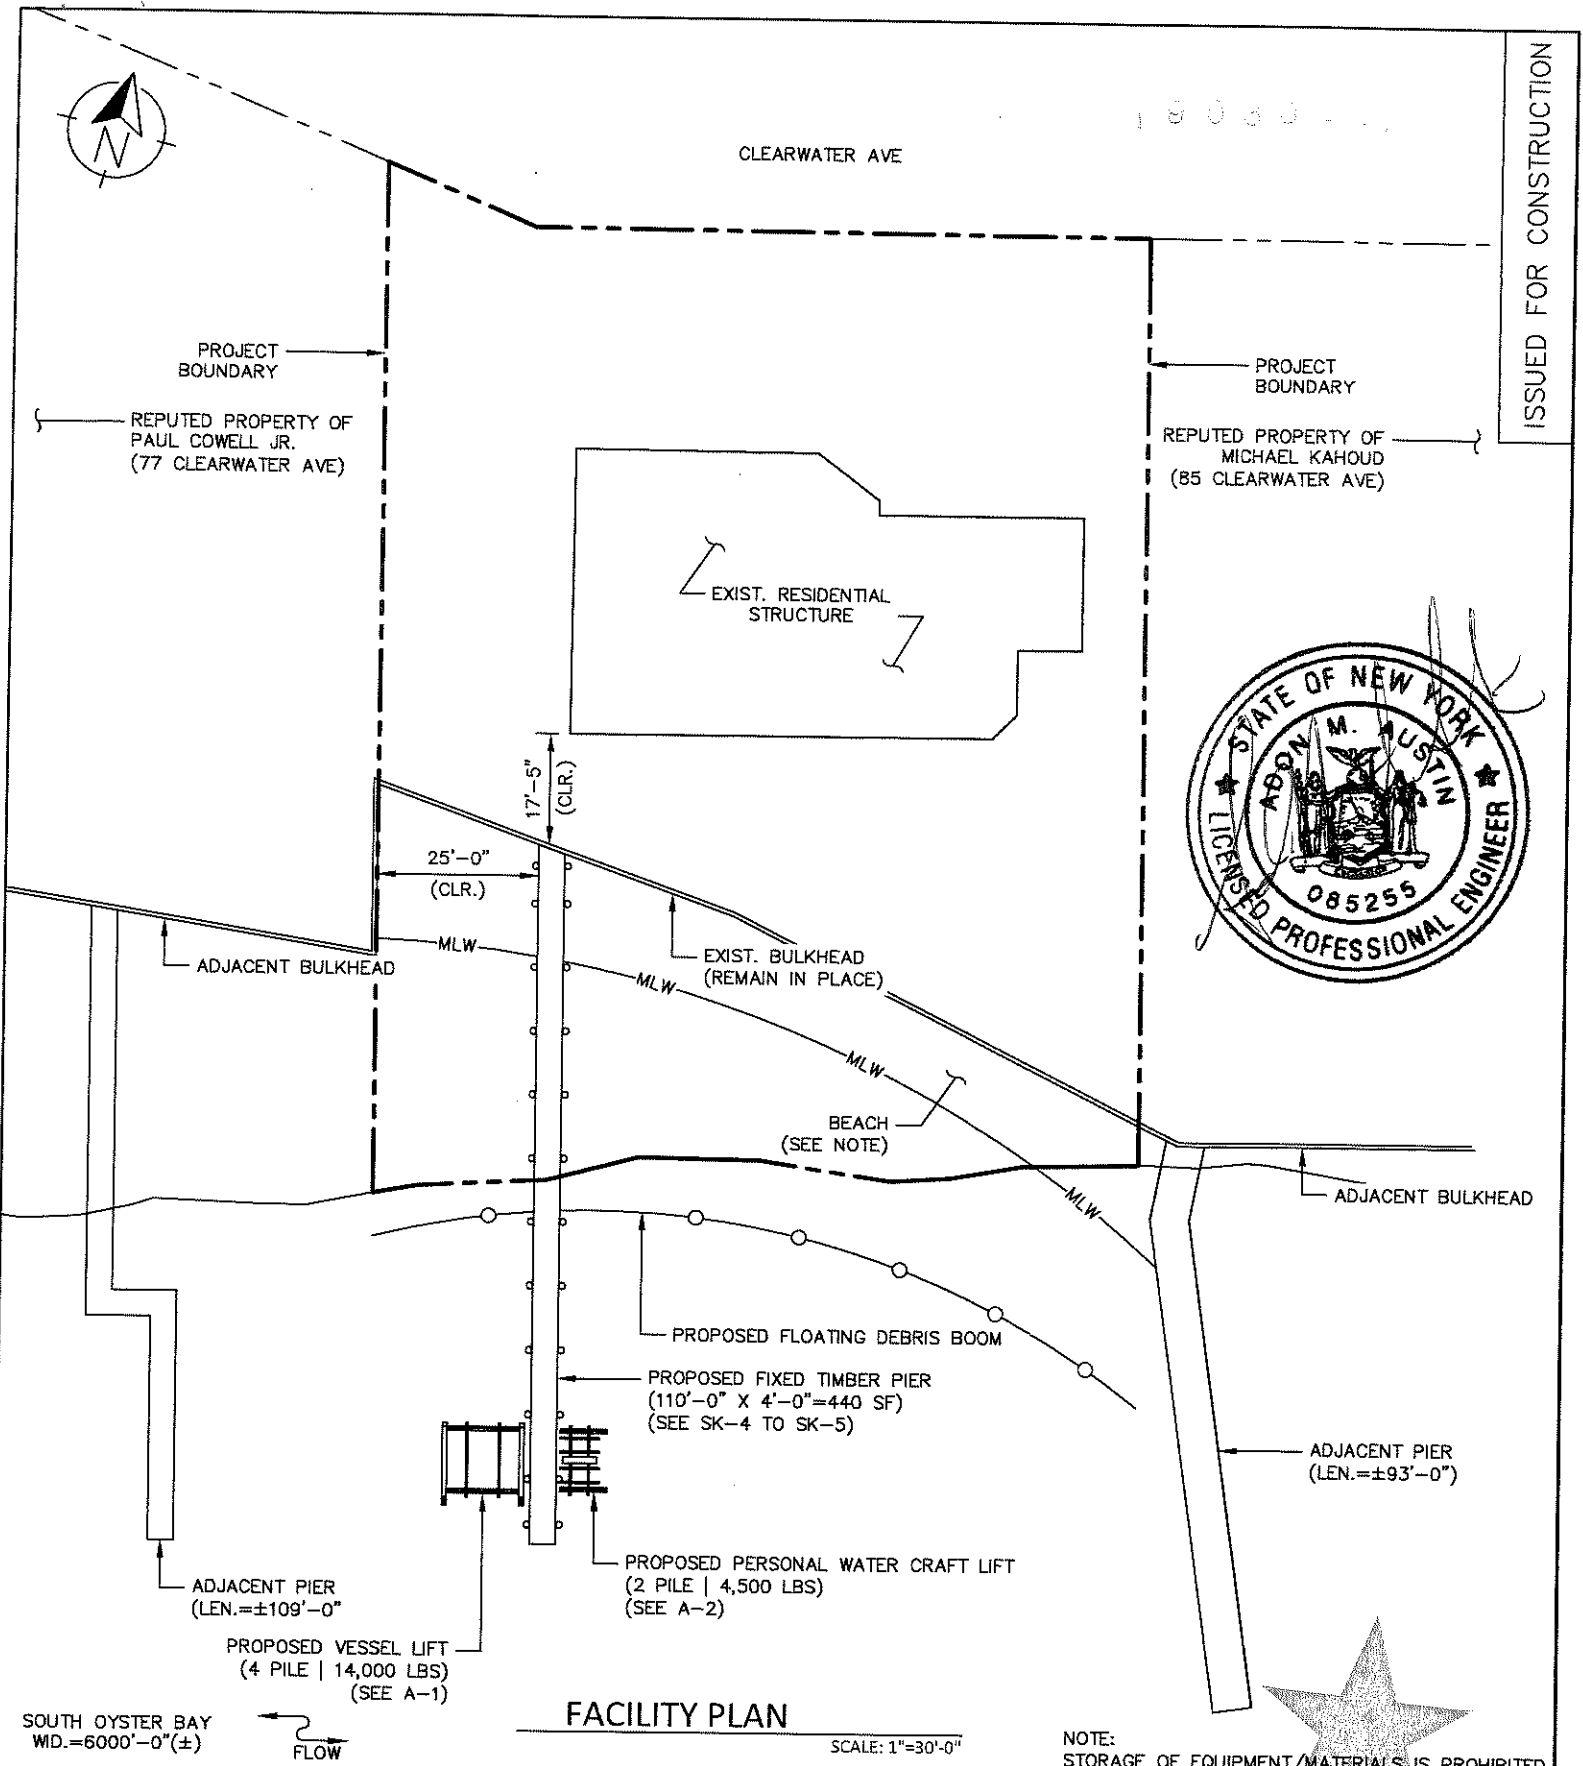 ISSUED FOR CONSTRUCTION
N
CLEARWATER AVE
PROJECT
BOUNDARY
REPUTED PROPERTY OF
PAUL COWELL JR.
(77 CLEARWATER AVE)
PROJECT
BOUNDARY
REPUTED PROPERTY OF
MICHAEL KAHOUD
(85 CLEARWATER AVE)
EXIST. RESIDENTIAL
STRUCTURE
STATE OF NEW YORK
ADON M. AUSTIN
085255
LICENSED PROFESSIONAL ENGINEER
17'-5"
(CLR.)
25'-0"
(CLR.)
MLW
ADJACENT BULKHEAD
EXIST. BULKHEAD
(REMAIN IN PLACE)
MLW
MLW
BEACH
(SEE NOTE)
MLW
ADJACENT BULKHEAD
PROPOSED FLOATING DEBRIS BOOM
PROPOSED FIXED TIMBER PIER
(110'-0" X 4'-0"=440 SF)
(SEE SK-4 TO SK-5)
ADJACENT PIER
(LEN.=±93'-0")
PROPOSED PERSONAL WATER CRAFT LIFT
(2 PILE | 4,500 LBS)
(SEE A-2)
ADJACENT PIER
(LEN.=±109'-0"
PROPOSED VESSEL LIFT
(4 PILE | 14,000 LBS)
(SEE A-1)
SOUTH OYSTER BAY
WID.=6000'-0"(±)
FLOW
FACILITY PLAN
SCALE: 1"=30'-0"
NOTE:
STORAGE OF EQUIPMENT/MATERIALS IS PROHIBITED